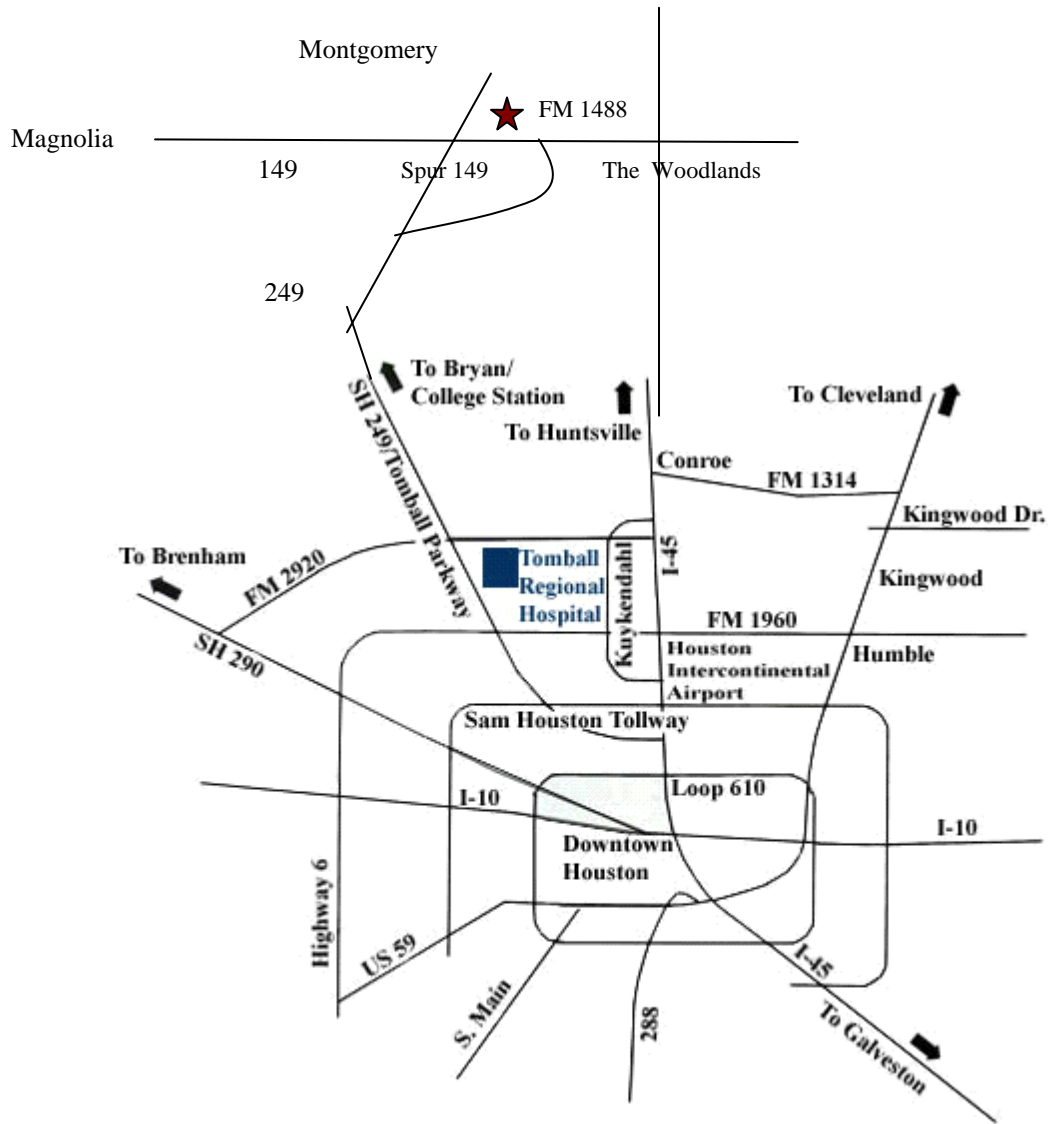 Montgomery
FM 1488
Magnolia
149
Spur 149
The Woodlands
249
To Bryan/
College Station
To Huntsville
To Cleveland
SH 249/Tomball Parkway
Conroe
FM 1314
Kingwood Dr.
To Brenham
FM 2920
Tomball
Regional
Hospital
Kuykendahl
I-45
Kingwood
FM 1960
SH 290
Houston
Intercontinental
Airport
Humble
Sam Houston Tollway
Loop 610
I-10
I-10
Downtown
Houston
Highway 6
US 59
I-45
S. Main
288
To Galveston